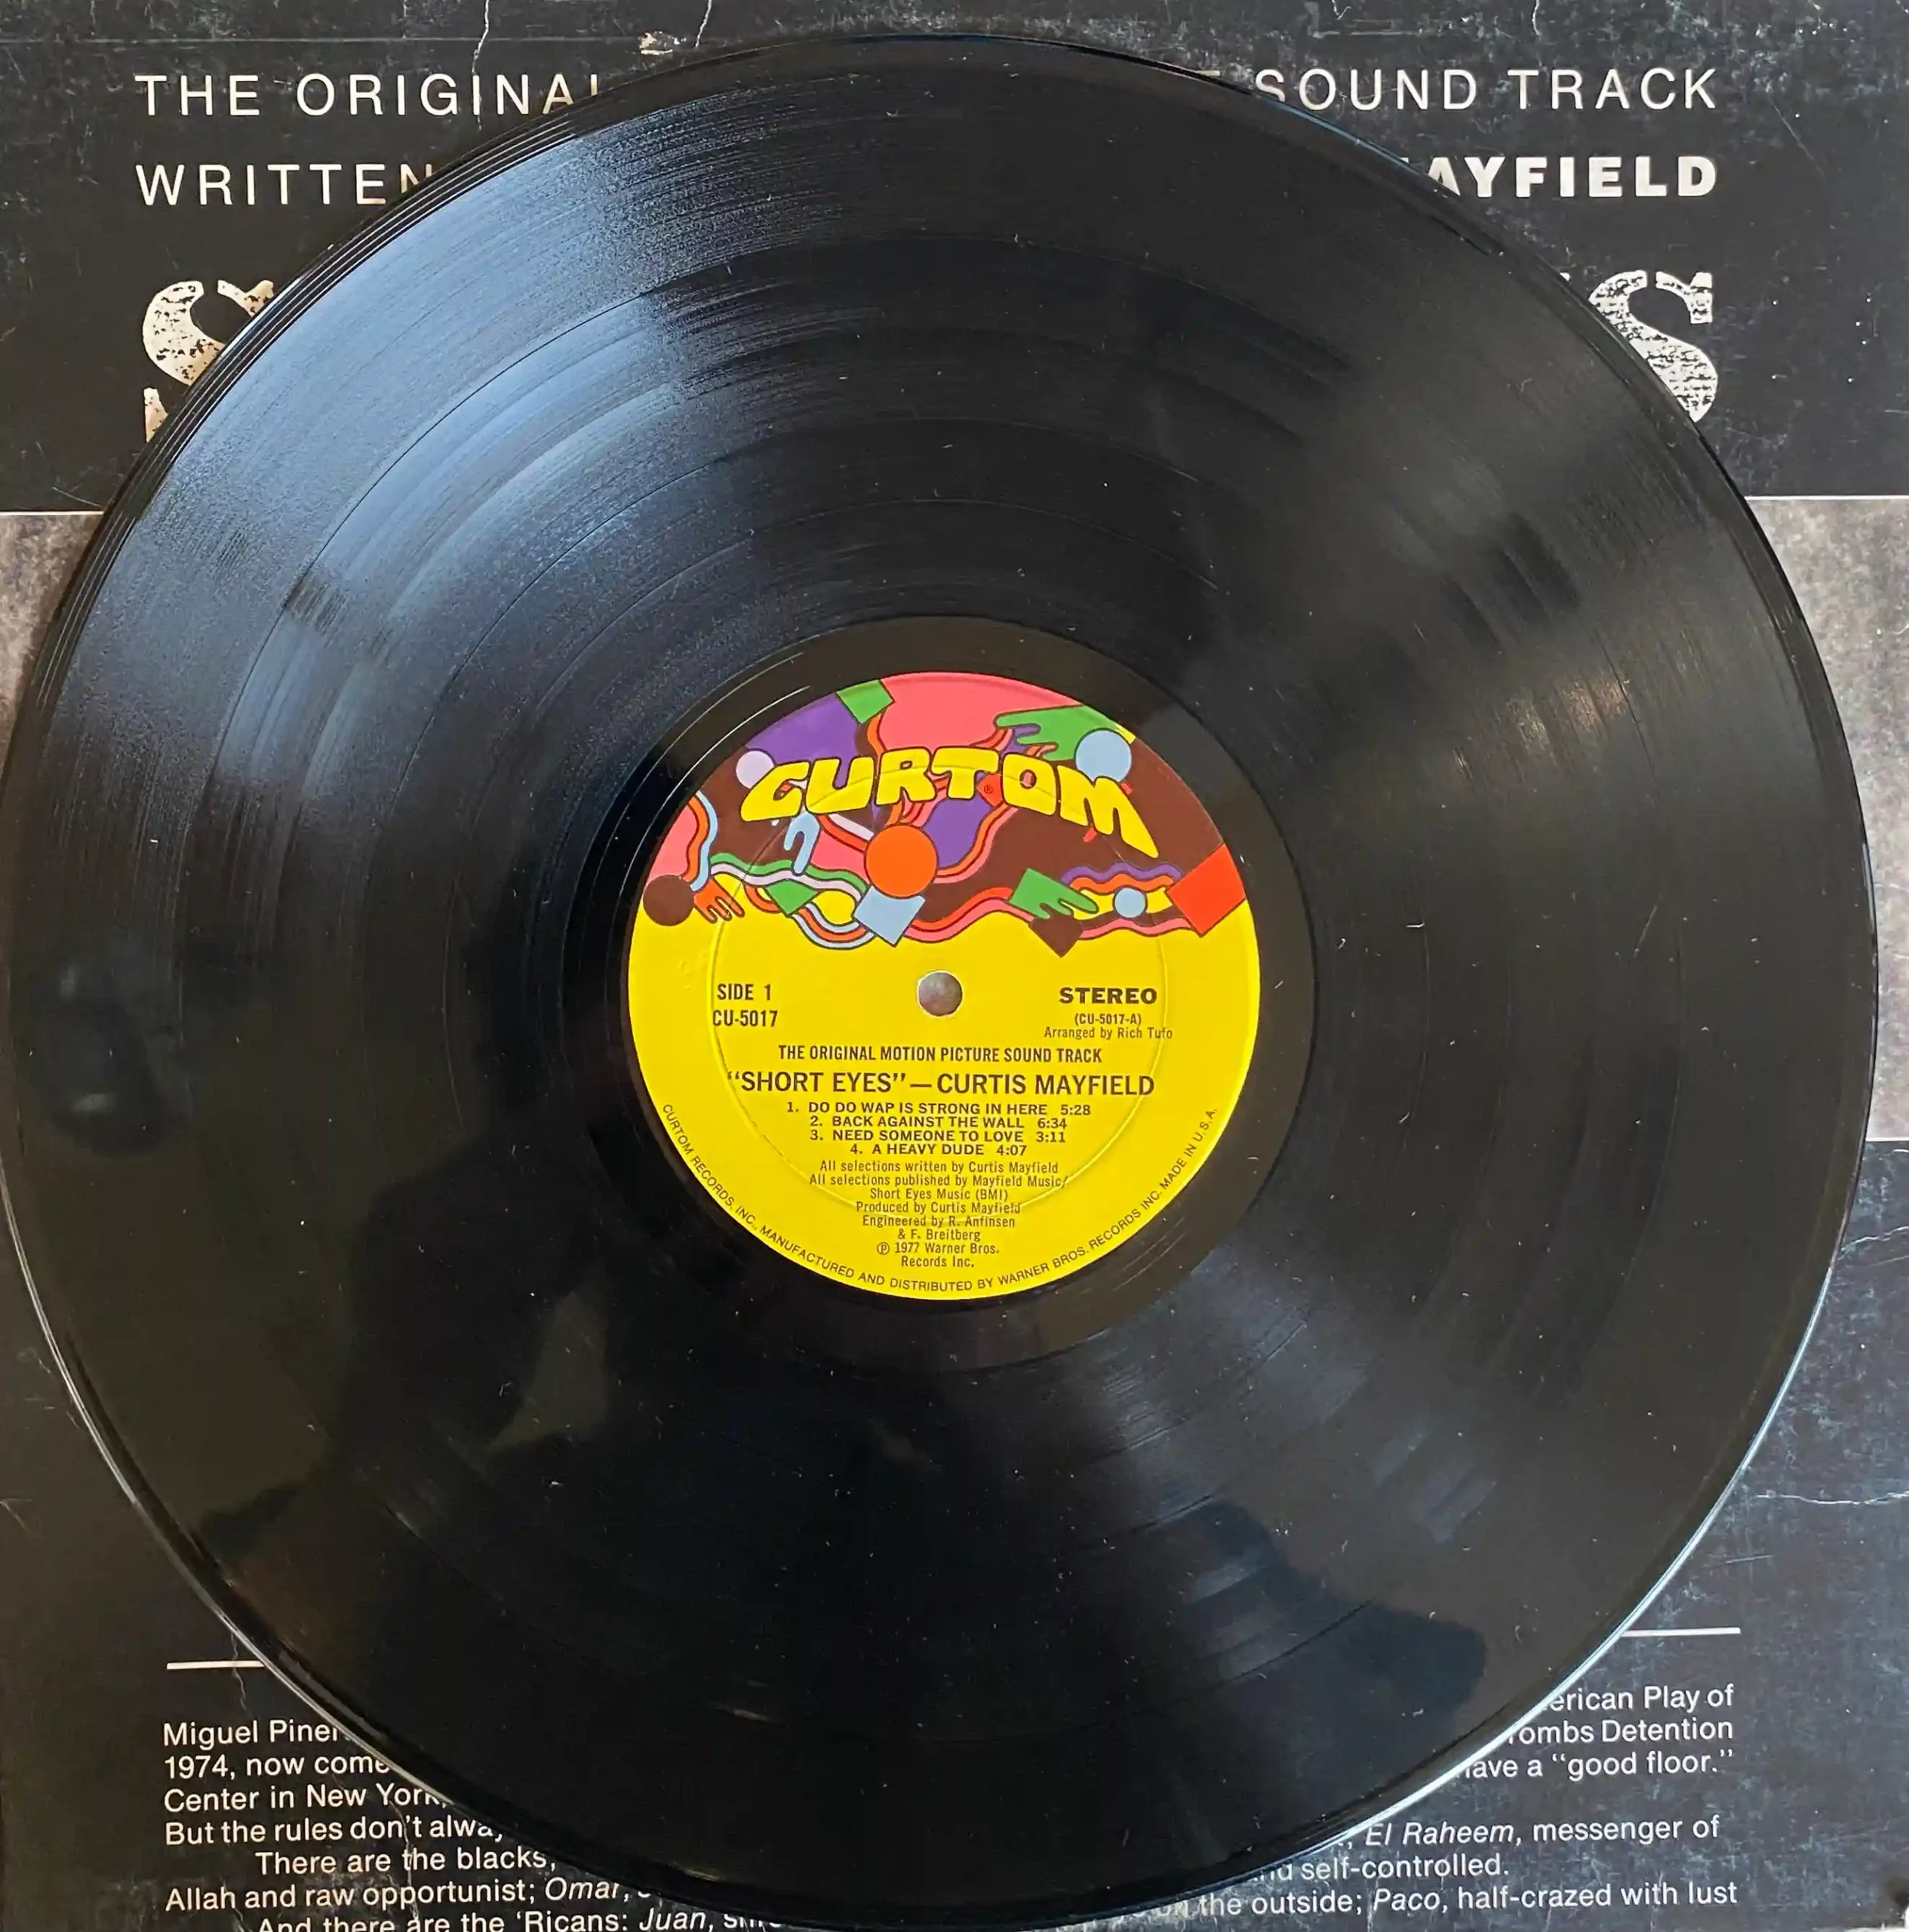 THE ORIGINAL SOUND TRACK
WRITTEN MAYFIELD
S S
CURTOM
®
SIDE 1 STEREO
CU-5017 (CU-5017-A)
Arranged by Rich Tufo
THE ORIGINAL MOTION PICTURE SOUND TRACK
"SHORT EYES"—CURTIS MAYFIELD
1. DO DO WAP IS STRONG IN HERE 5:28
2. BACK AGAINST THE WALL 6:34
3. NEED SOMEONE TO LOVE 3:11
4. A HEAVY DUDE 4:07
All selections written by Curtis Mayfield
All selections published by Mayfield Music/
Short Eyes Music (BMI)
Produced by Curtis Mayfield
Engineered by R. Anfinsen
& F. Breitberg
℗ 1977 Warner Bros.
Records Inc.
CURTOM RECORDS, INC., MANUFACTURED AND DISTRIBUTED BY WARNER BROS. RECORDS INC. MADE IN U.S.A.
Miguel Piner erican Play of
1974, now come ombs Detention
Center in New York, have a "good floor."
But the rules don't alway
There are the blacks, El Raheem, messenger of
Allah and raw opportunist; Omar, and self-controlled.
And there are the 'Ricans: Juan, on the outside; Paco, half-crazed with lust